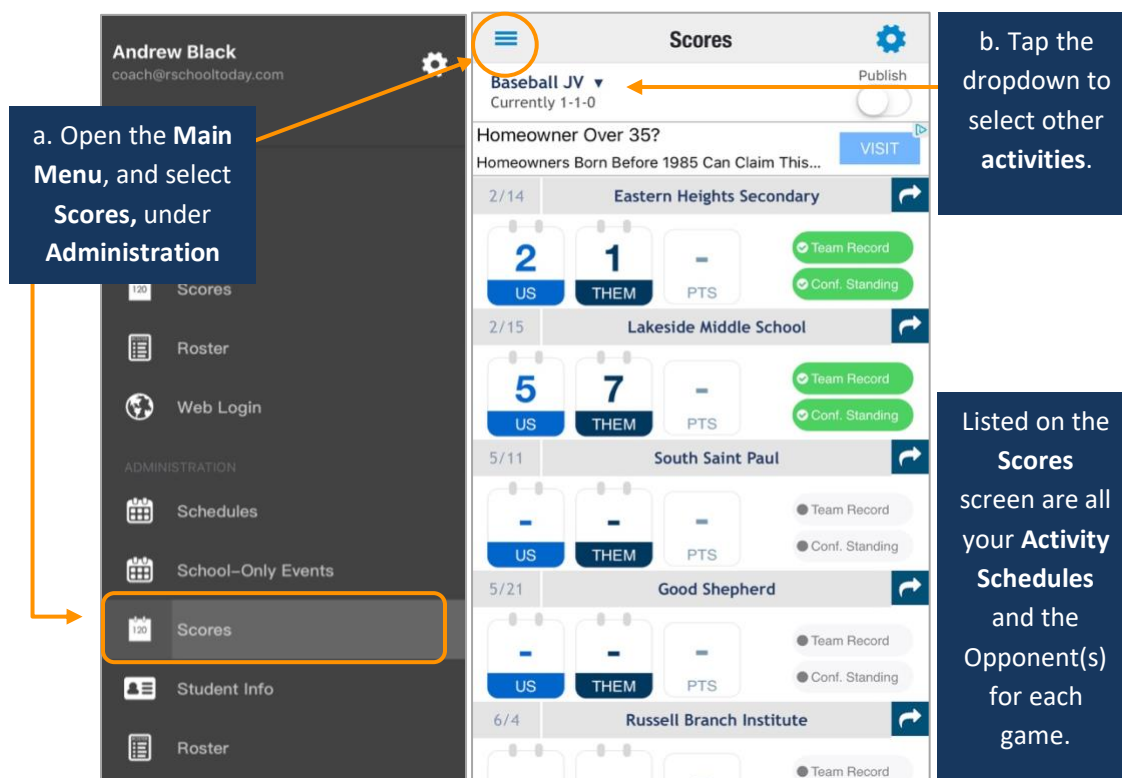 a. Open the Main
Menu, and select
Scores, under
Administration
Andrew Black
coach@rschooltoday.com
120 Scores
Roster
Web Login
ADMINISTRATION
Schedules
School-Only Events
120 Scores
Student Info
Roster
Scores
Baseball JV ▼
Currently 1-1-0
Publish
Homeowner Over 35?
Homeowners Born Before 1985 Can Claim This...
VISIT
2/14 Eastern Heights Secondary
2 1 -
US THEM PTS
Team Record
Conf. Standing
2/15 Lakeside Middle School
5 7 -
US THEM PTS
Team Record
Conf. Standing
5/11 South Saint Paul
- - -
US THEM PTS
Team Record
Conf. Standing
5/21 Good Shepherd
- - -
US THEM PTS
Team Record
Conf. Standing
6/4 Russell Branch Institute
Team Record
b. Tap the
dropdown to
select other
activities.
Listed on the
Scores
screen are all
your Activity
Schedules
and the
Opponent(s)
for each
game.